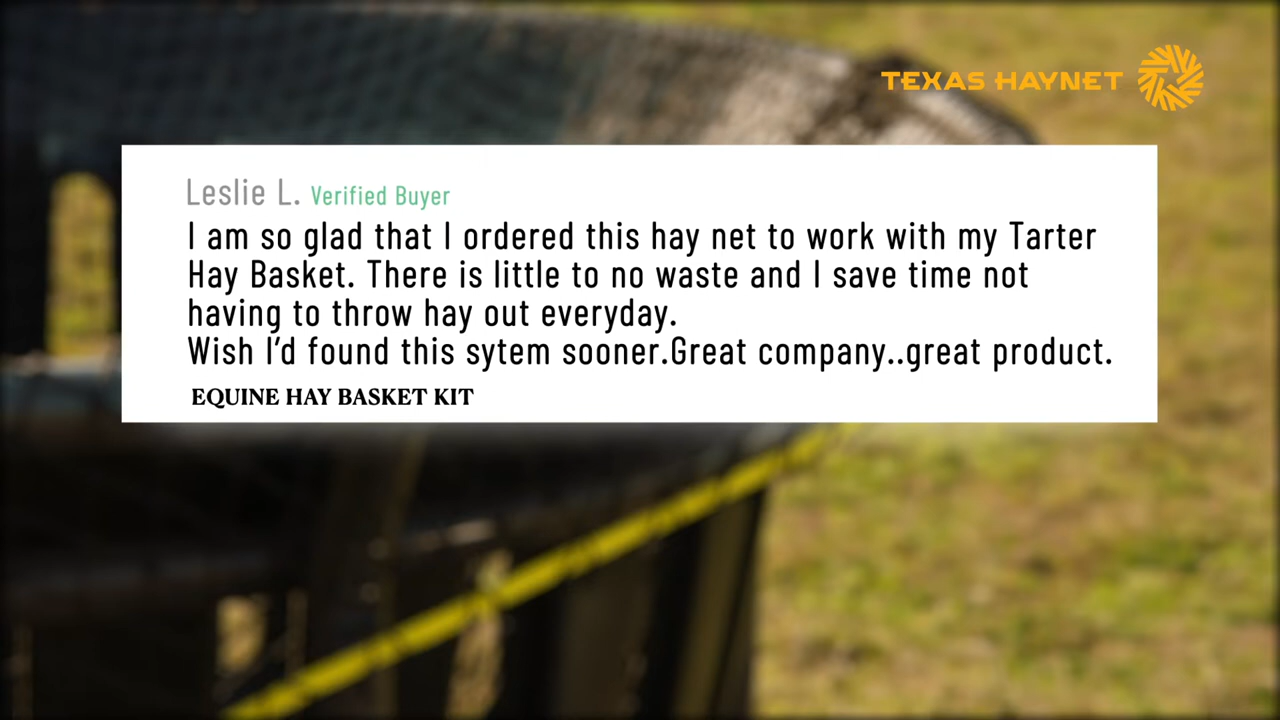 TEXAS HAYNET
Leslie L. Verified Buyer
I am so glad that I ordered this hay net to work with my Tarter
Hay Basket. There is little to no waste and I save time not
having to throw hay out everyday.
Wish I'd found this sytem sooner.Great company..great product.
EQUINE HAY BASKET KIT